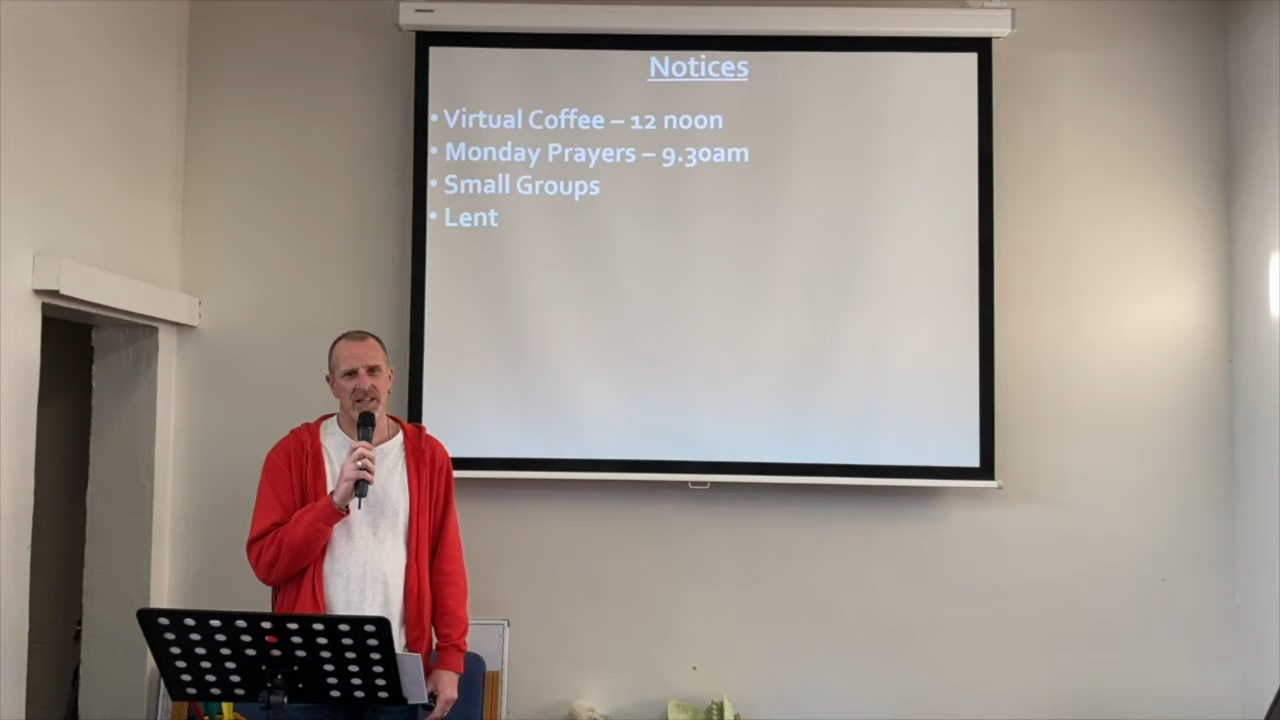 Notices
• Virtual Coffee – 12 noon
• Monday Prayers – 9.30am
• Small Groups
• Lent